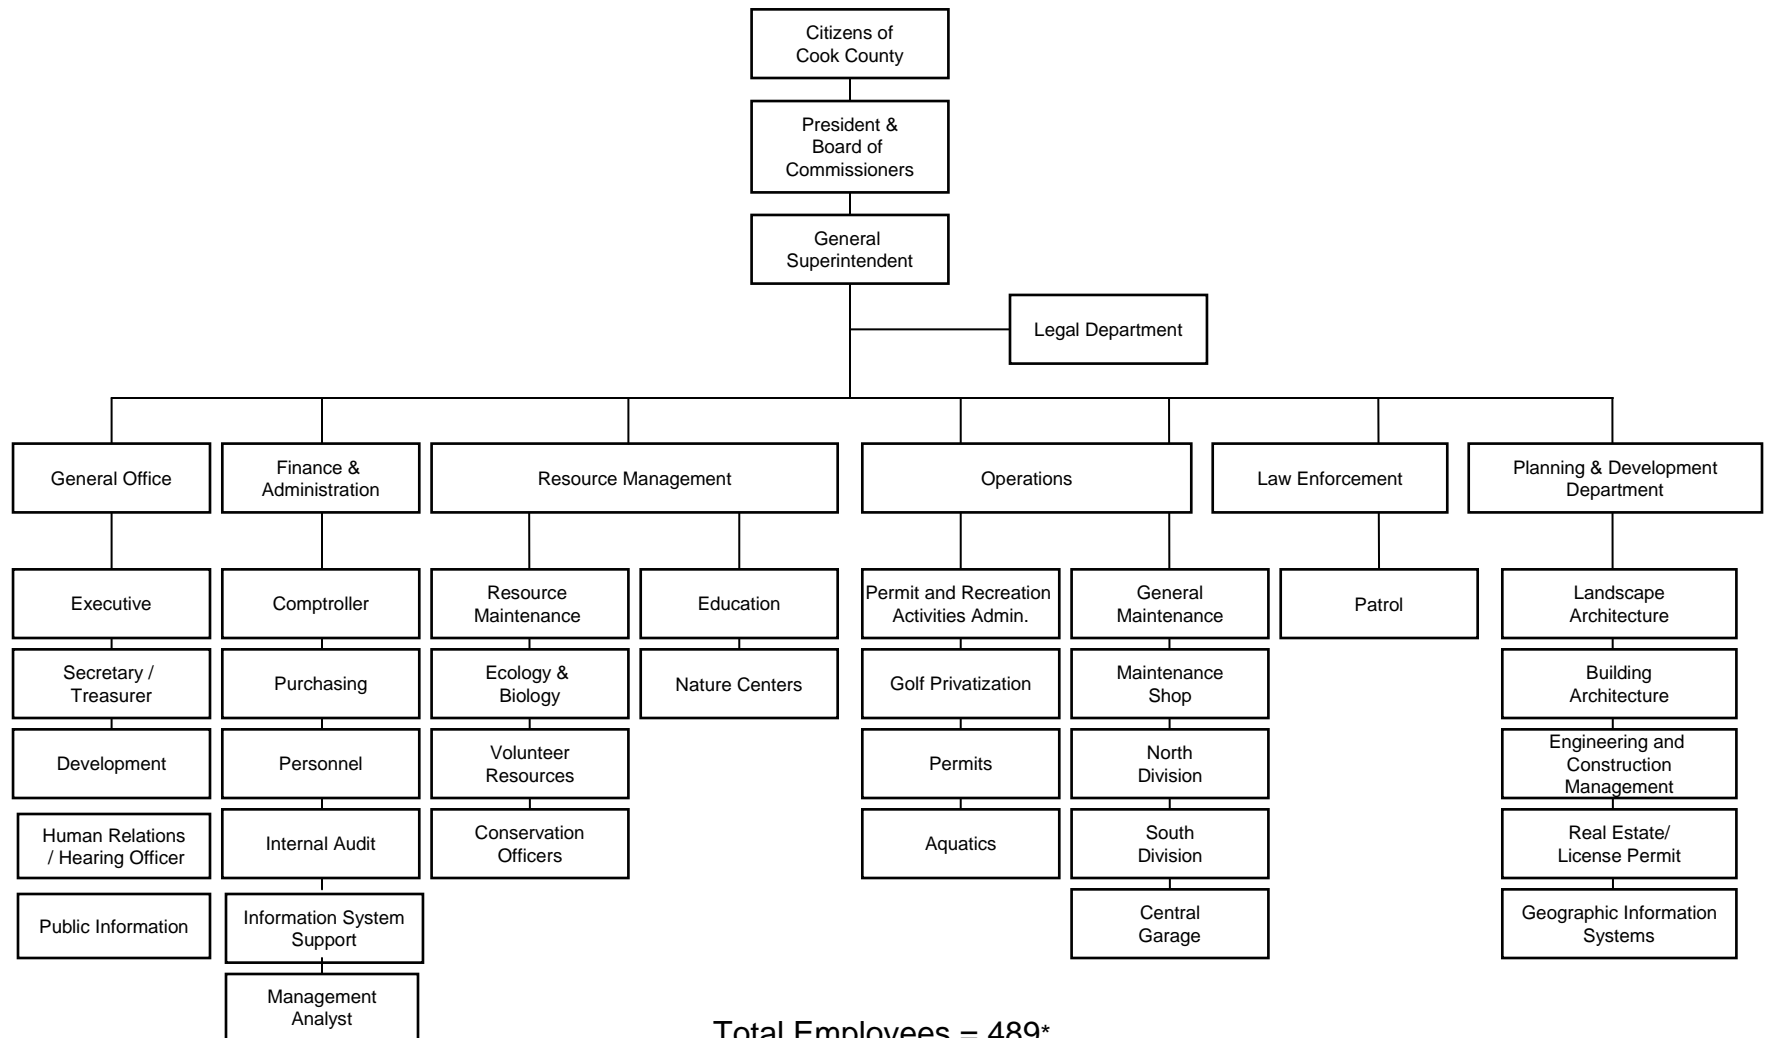 Citizens of
Cook County
President &
Board of
Commissioners
General
Superintendent
Legal Department
General Office
Finance &
Administration
Resource Management
Operations
Law Enforcement
Planning & Development
Department
Executive
Secretary /
Treasurer
Development
Human Relations
/ Hearing Officer
Public Information
Comptroller
Purchasing
Personnel
Internal Audit
Information System
Support
Management
Analyst
Resource
Maintenance
Ecology &
Biology
Volunteer
Resources
Conservation
Officers
Education
Nature Centers
Permit and Recreation
Activities Admin.
Golf Privatization
Permits
Aquatics
General
Maintenance
Maintenance
Shop
North
Division
South
Division
Central
Garage
Patrol
Landscape
Architecture
Building
Architecture
Engineering and
Construction
Management
Real Estate/
License Permit
Geographic Information
Systems
Total Employees = 489*